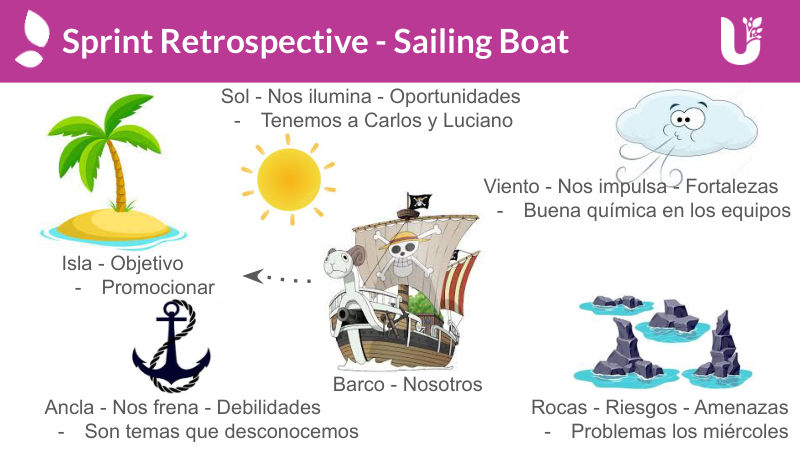 Sprint Retrospective - Sailing Boat
Sol - Nos ilumina - Oportunidades
- Tenemos a Carlos y Luciano
Viento - Nos impulsa - Fortalezas
- Buena química en los equipos
Isla - Objetivo
- Promocionar
Barco - Nosotros
Ancla - Nos frena - Debilidades
- Son temas que desconocemos
Rocas - Riesgos - Amenazas
- Problemas los miércoles